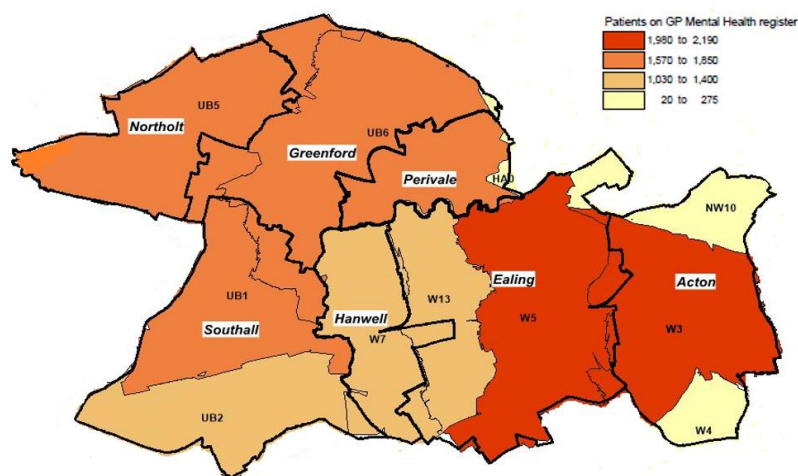 Patients on GP Mental Health register
1,980 to 2,190
1,570 to 1,850
1,030 to 1,400
20 to 275
UB5
Northolt
UB6
Greenford
Perivale
HA0
NW10
UB1
Southall
Hanwell
W7
W13
Ealing
W5
Acton
W3
UB2
W4